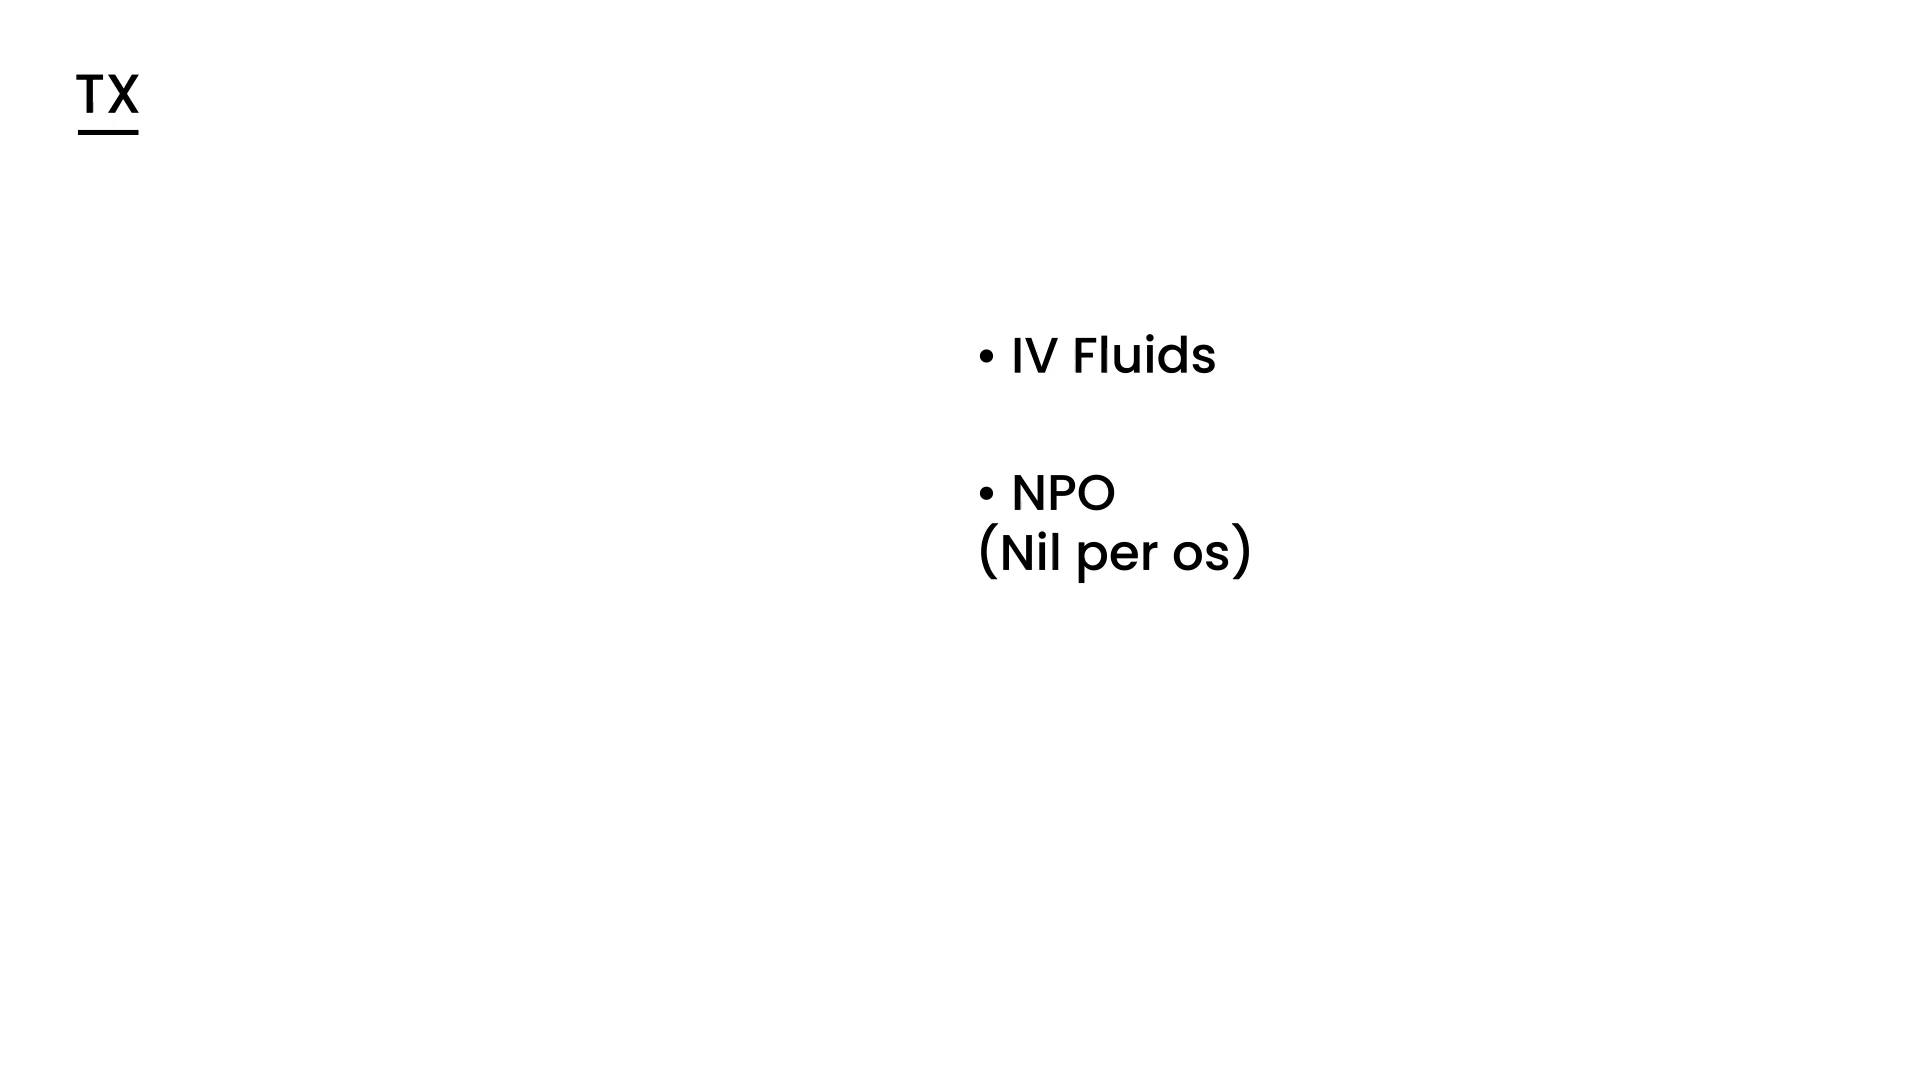 TX
• IV Fluids
• NPO
(Nil per os)